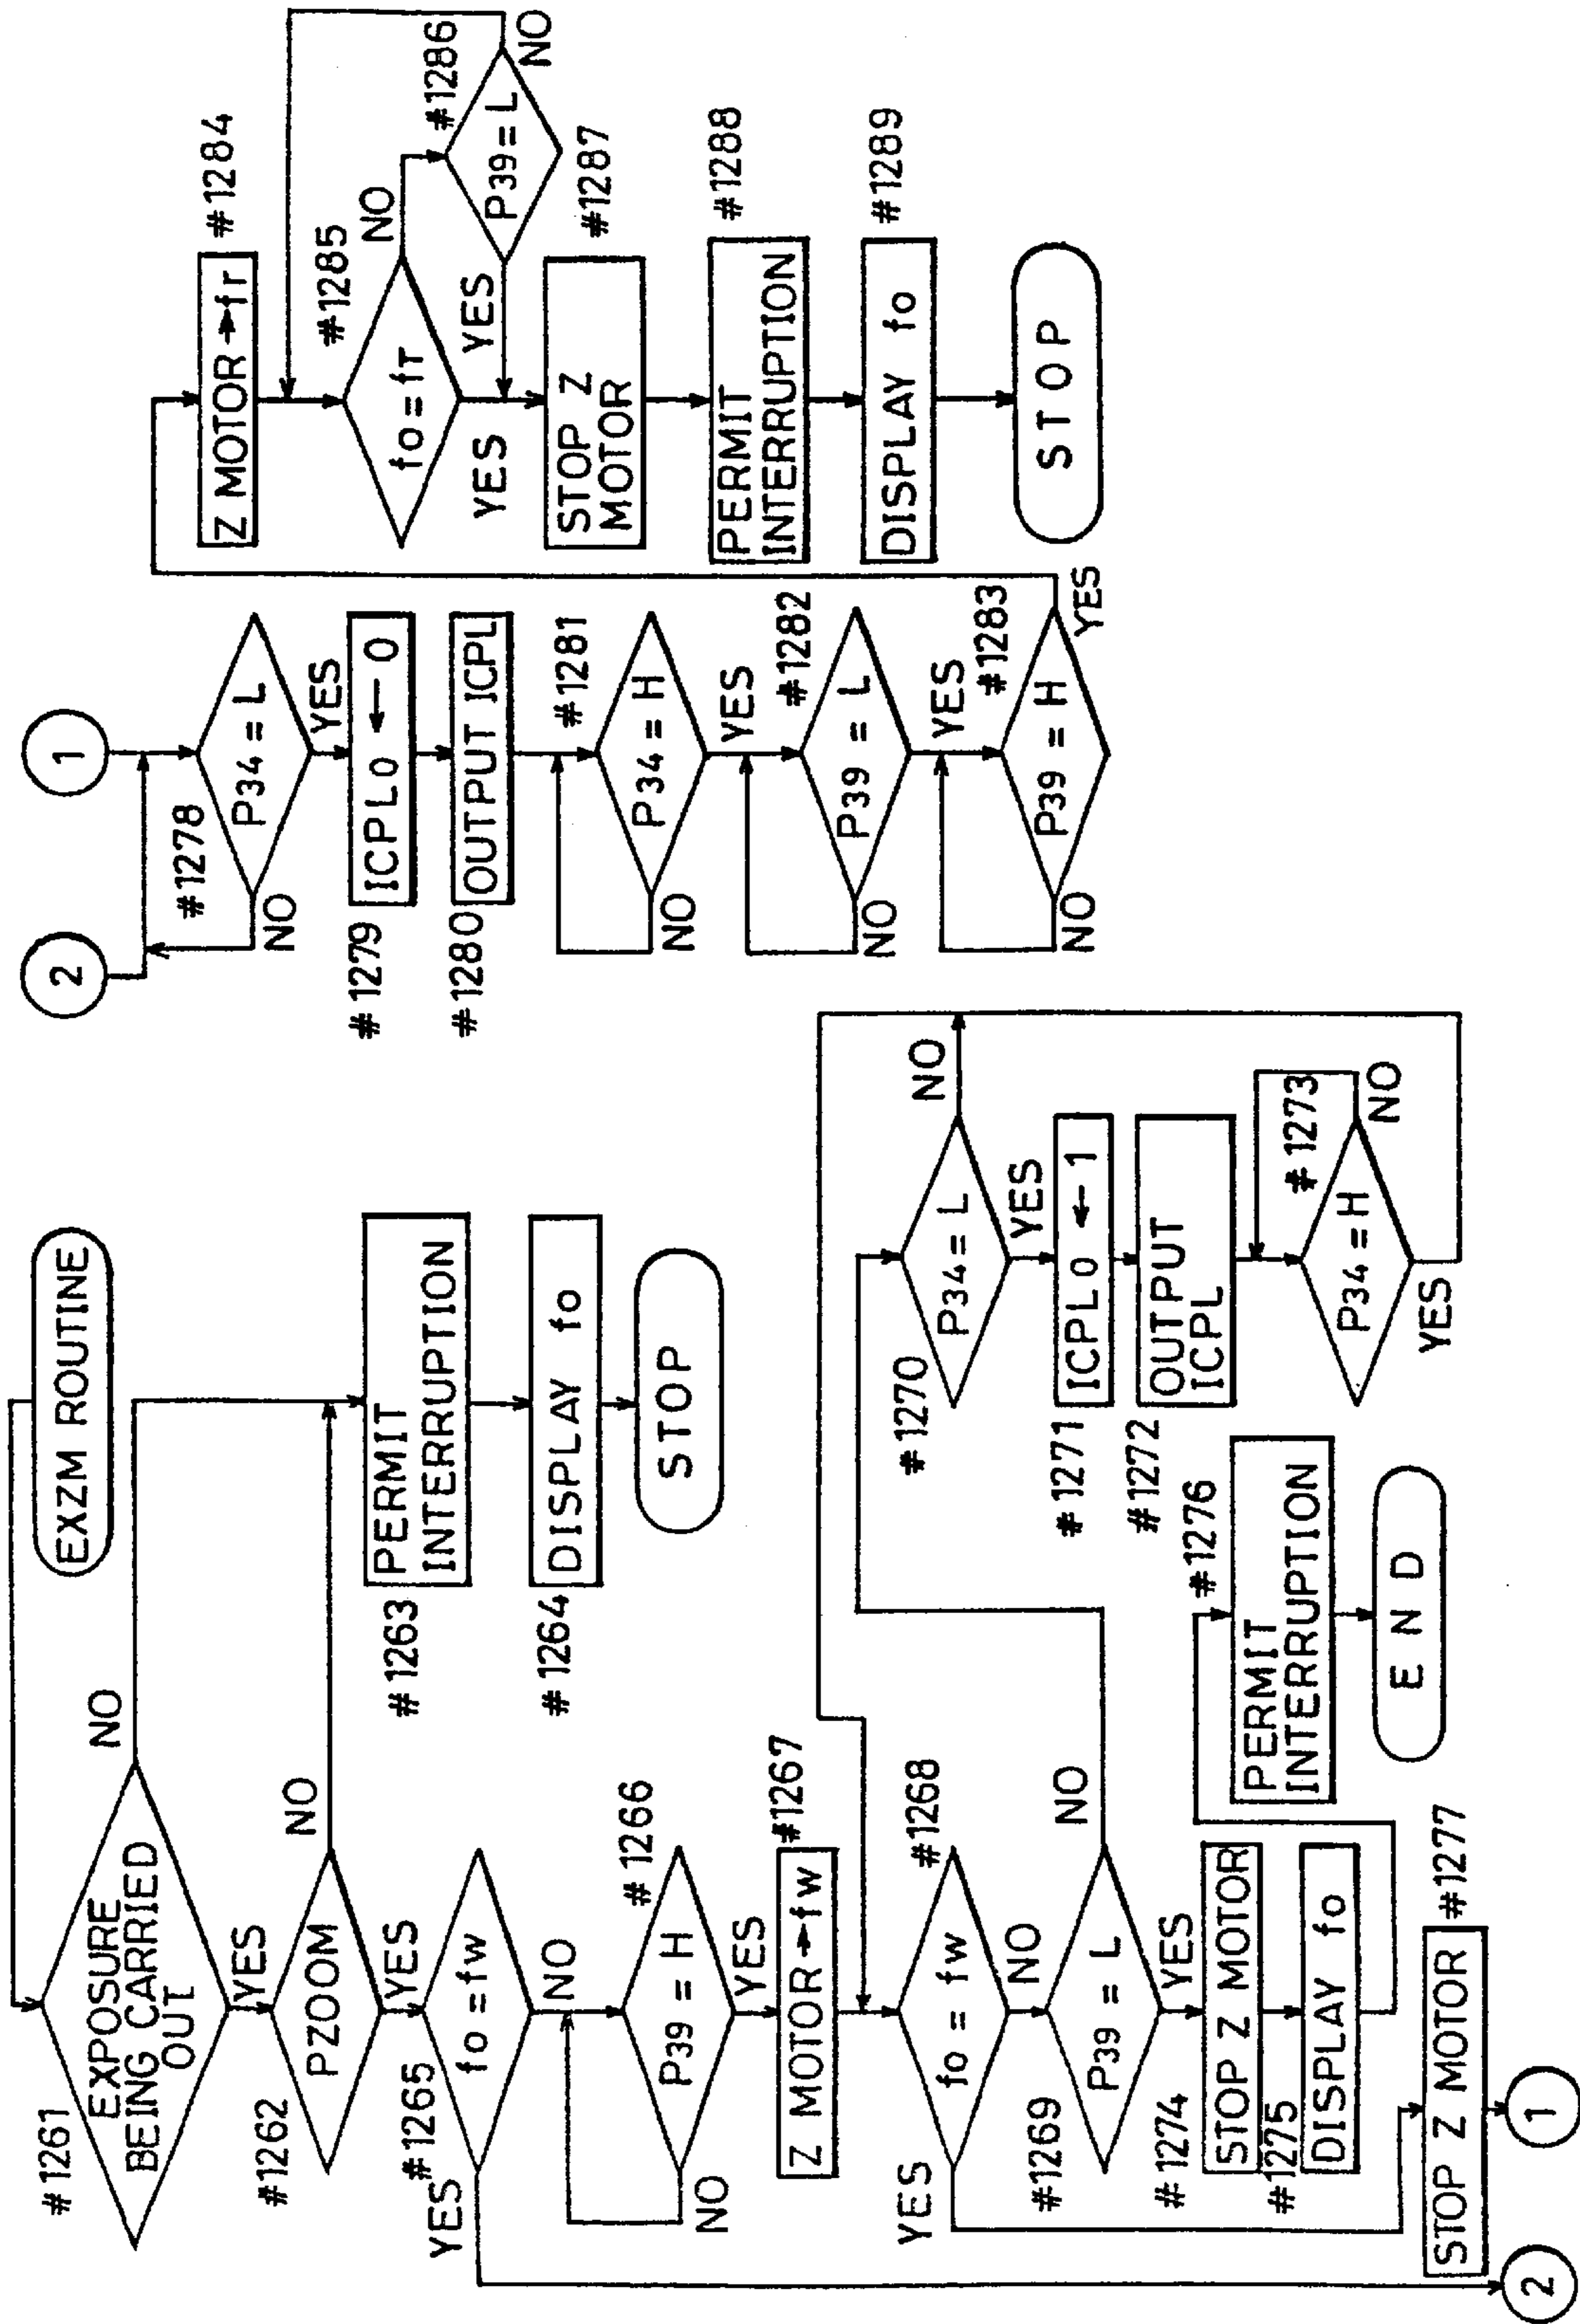 EXZM ROUTINE
#1261
EXPOSURE
BEING CARRIED
OUT
NO
YES
#1262
PZOOM
NO
YES
#1263
PERMIT
INTERRUPTION
#1264
DISPLAY fo
STOP
#1265
fo = fw
YES
NO
#1266
P39 = H
NO
YES
Z MOTOR→fw
#1267
#1268
fo = fw
YES
NO
#1269
P39 = L
NO
YES
#1270
P34 = L
NO
YES
#1271
ICPL0 ← 1
#1272
OUTPUT
ICPL
#1273
P34 = H
NO
YES
#1274
STOP Z MOTOR
#1275
DISPLAY fo
#1276
PERMIT
INTERRUPTION
END
STOP Z MOTOR
#1277
1
2
2
1
#1278
P34 = L
NO
YES
#1279
ICPL0 ← 0
#1280
OUTPUT ICPL
#1281
P34 = H
NO
YES
#1282
P39 = L
NO
YES
#1283
P39 = H
NO
YES
Z MOTOR→fr
#1284
#1285
fo = fr
NO
YES
#1286
P39 = L
NO
YES
#1287
STOP Z
MOTOR
#1288
PERMIT
INTERRUPTION
#1289
DISPLAY fo
STOP